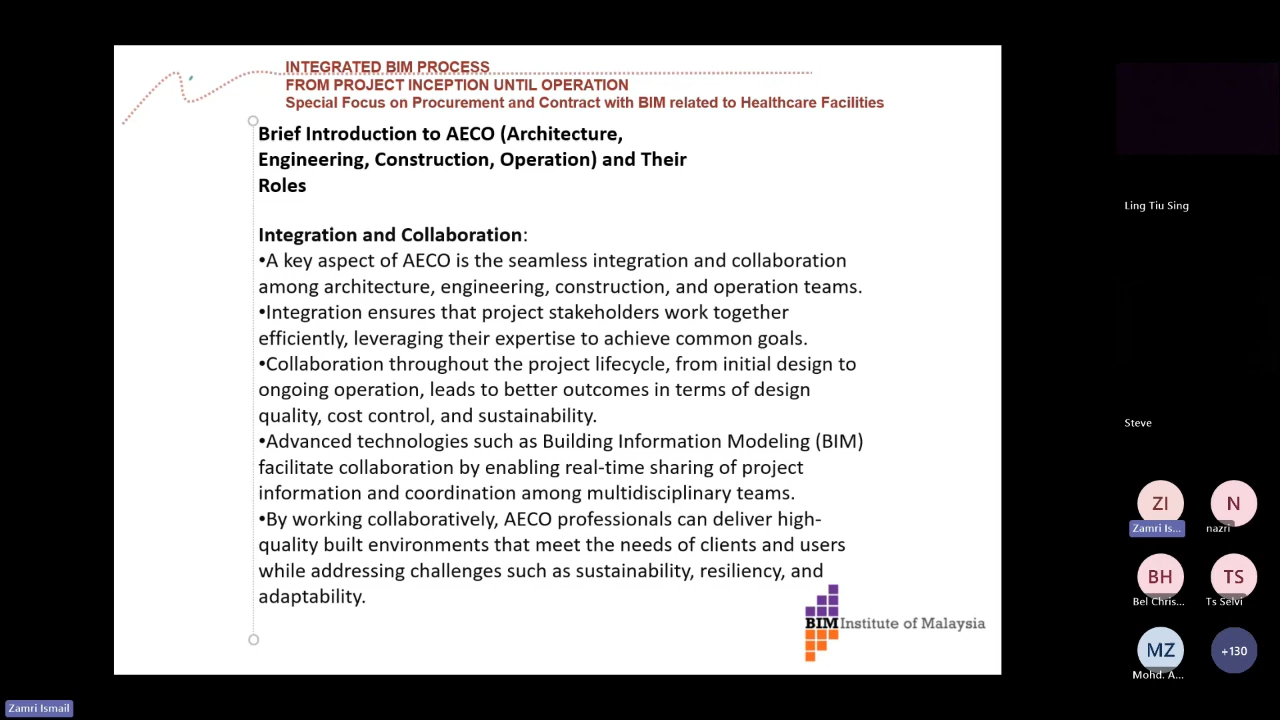 INTEGRATED BIM PROCESS
FROM PROJECT INCEPTION UNTIL OPERATION
Special Focus on Procurement and Contract with BIM related to Healthcare Facilities
Brief Introduction to AECO (Architecture,
Engineering, Construction, Operation) and Their
Roles
Integration and Collaboration:
•A key aspect of AECO is the seamless integration and collaboration
among architecture, engineering, construction, and operation teams.
•Integration ensures that project stakeholders work together
efficiently, leveraging their expertise to achieve common goals.
•Collaboration throughout the project lifecycle, from initial design to
ongoing operation, leads to better outcomes in terms of design
quality, cost control, and sustainability.
•Advanced technologies such as Building Information Modeling (BIM)
facilitate collaboration by enabling real-time sharing of project
information and coordination among multidisciplinary teams.
•By working collaboratively, AECO professionals can deliver high-
quality built environments that meet the needs of clients and users
while addressing challenges such as sustainability, resiliency, and
adaptability.
BIM Institute of Malaysia
Ling Tiu Sing
Steve
ZI
N
Zamri Is...
nazri
BH
TS
Bel Chris...
Ts Selvi
MZ
+130
Mohd. A...
Zamri Ismail